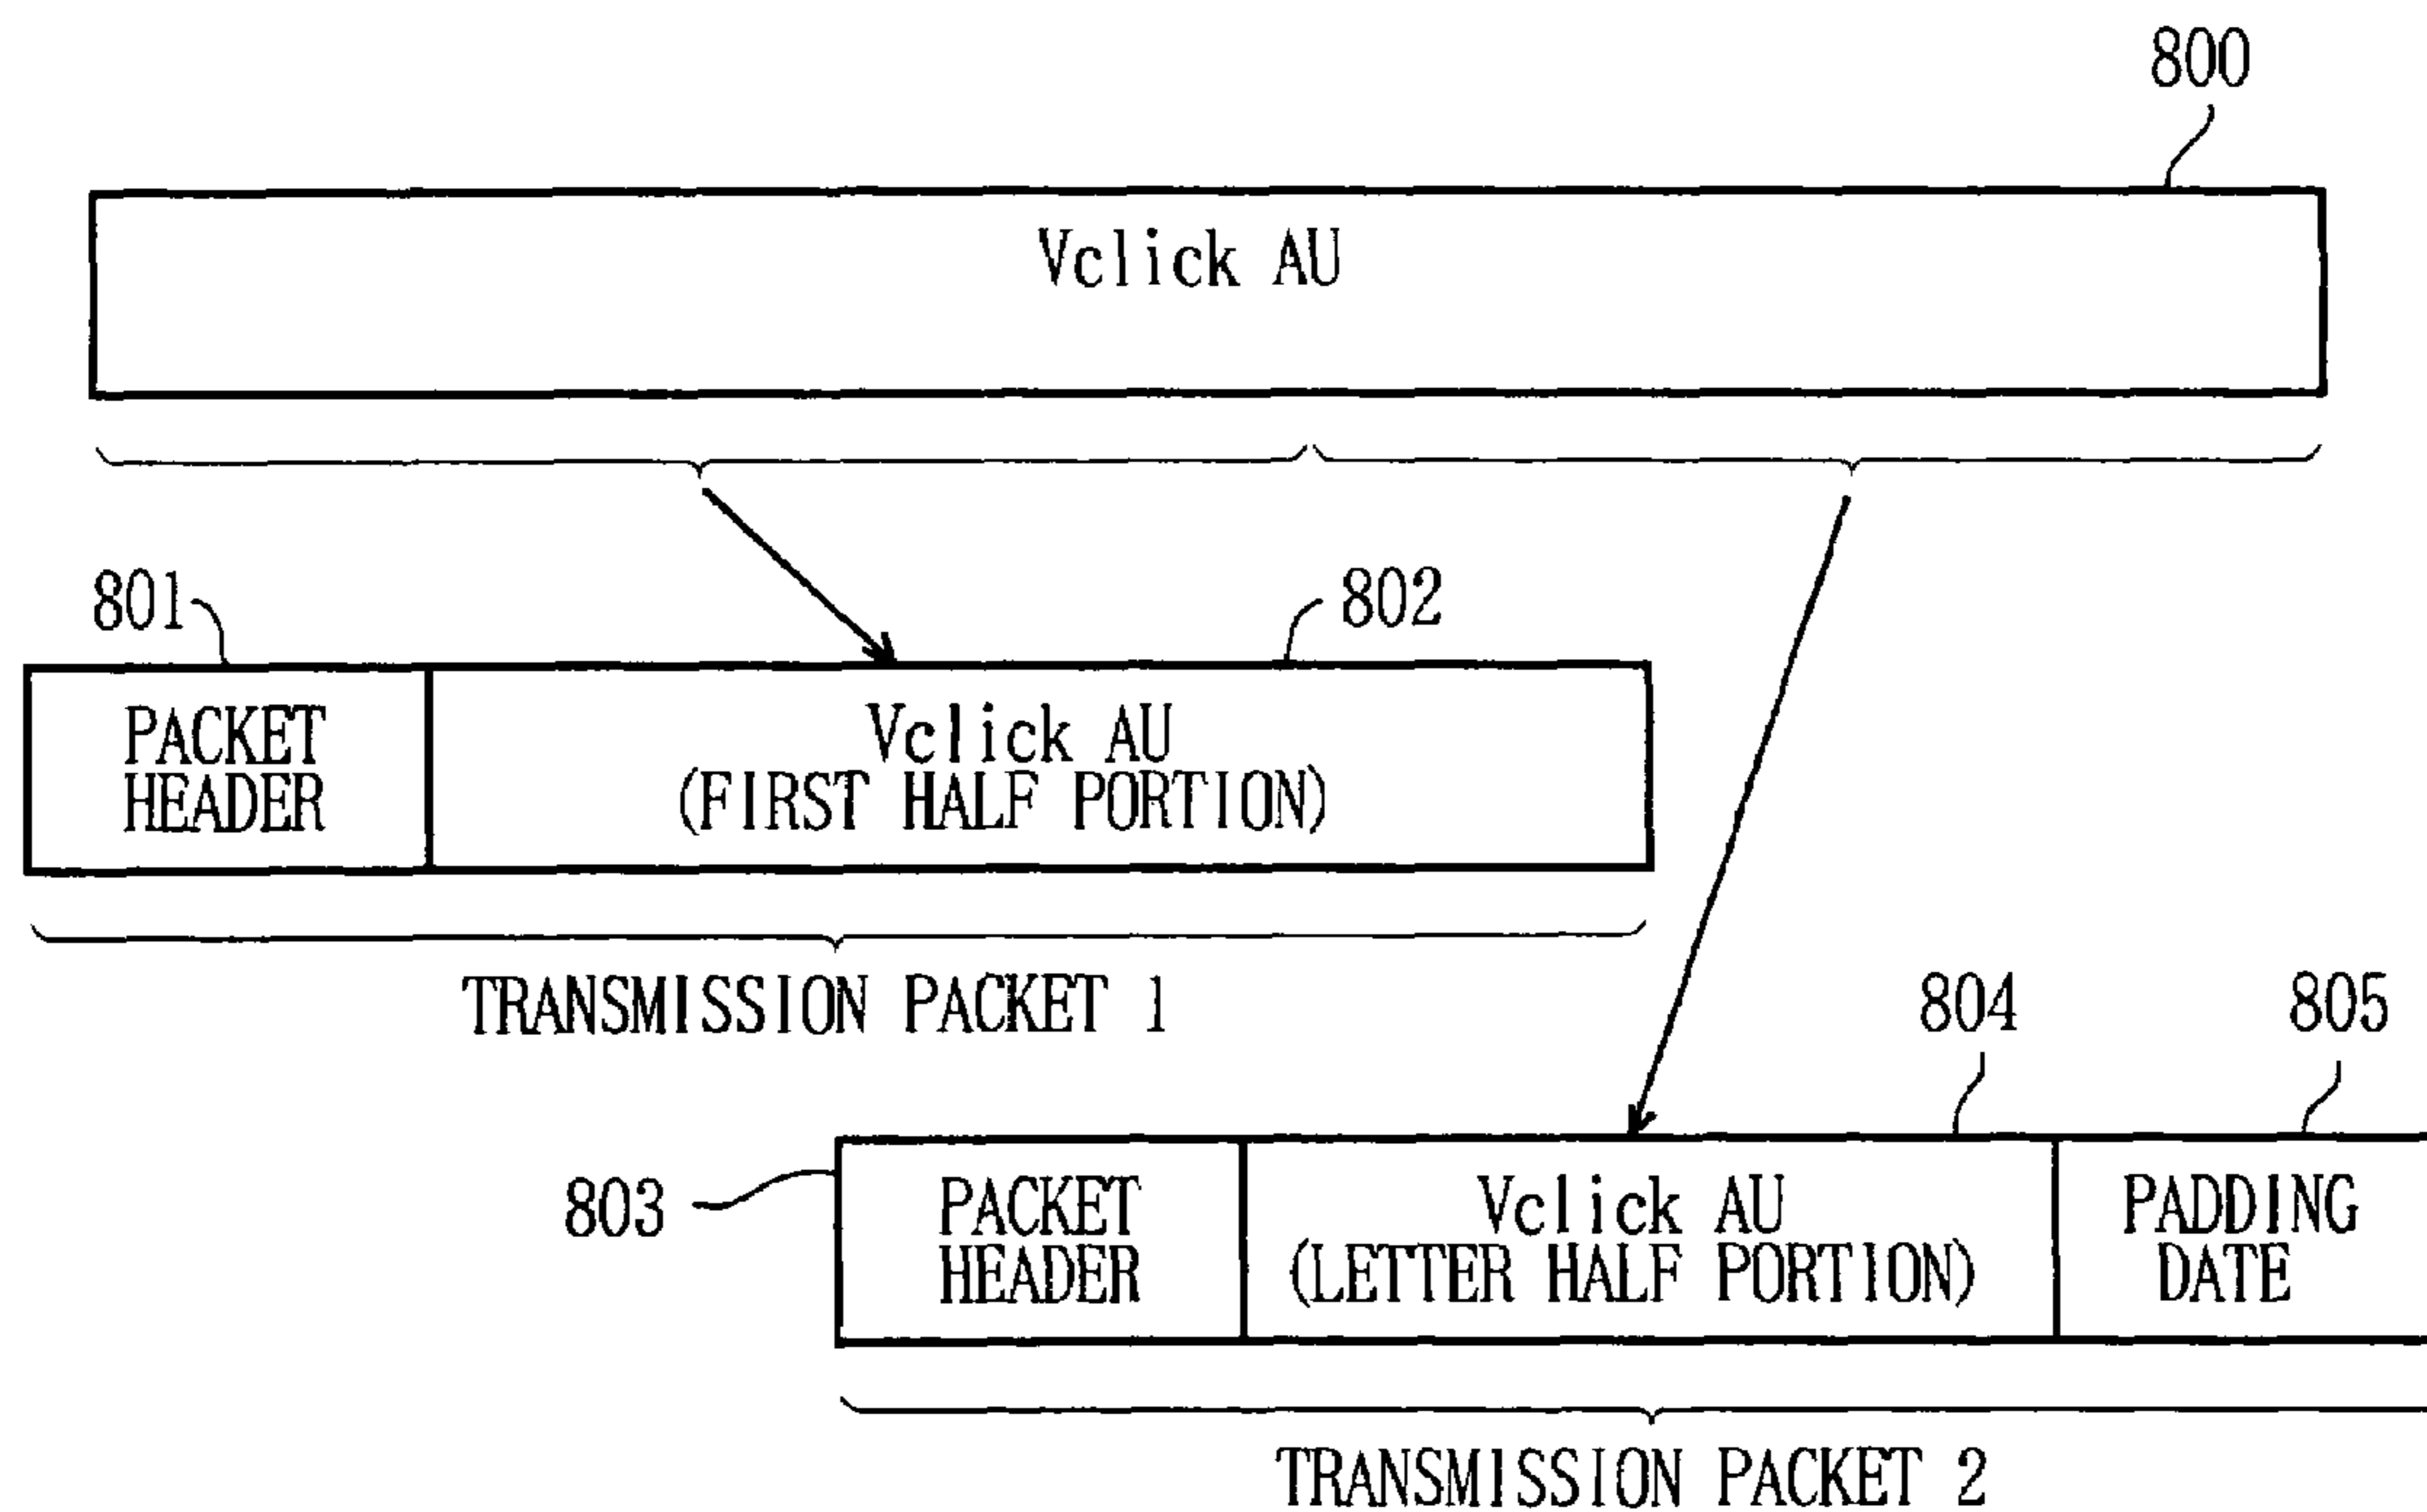 800
Vclick AU
801
802
PACKET
HEADER
Vclick AU
(FIRST HALF PORTION)
TRANSMISSION PACKET 1
804
805
803
PACKET
HEADER
Vclick AU
(LETTER HALF PORTION)
PADDING
DATE
TRANSMISSION PACKET 2